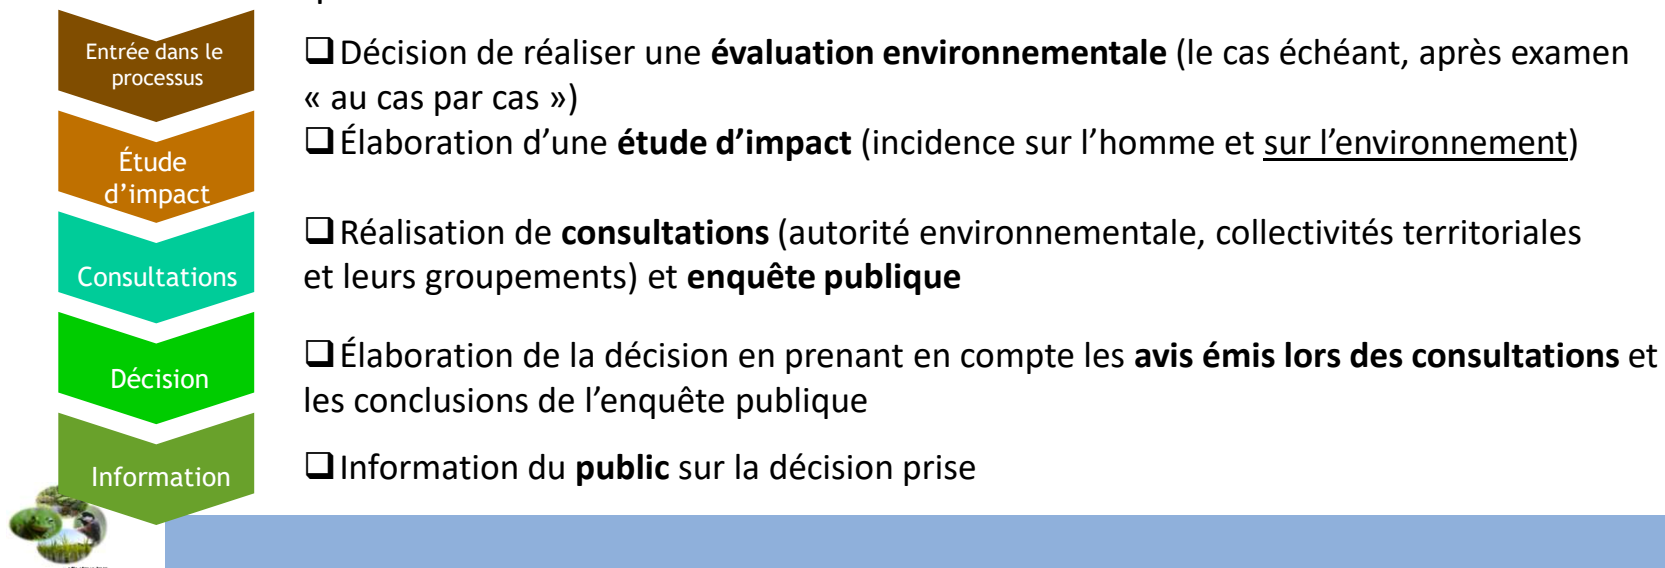 Entrée dans le
processus
❑Décision de réaliser une évaluation environnementale (le cas échéant, après examen
« au cas par cas »)
Étude
d’impact
❑Élaboration d’une étude d’impact (incidence sur l’homme et sur l’environnement)
Consultations
❑Réalisation de consultations (autorité environnementale, collectivités territoriales
et leurs groupements) et enquête publique
Décision
❑Élaboration de la décision en prenant en compte les avis émis lors des consultations et
les conclusions de l’enquête publique
Information
❑Information du public sur la décision prise